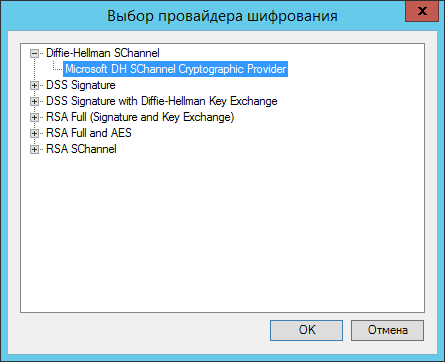 Выбор провайдера шифрования
Diffie-Hellman SChannel
Microsoft DH SChannel Cryptographic Provider
DSS Signature
DSS Signature with Diffie-Hellman Key Exchange
RSA Full (Signature and Key Exchange)
RSA Full and AES
RSA SChannel
OK
Отмена